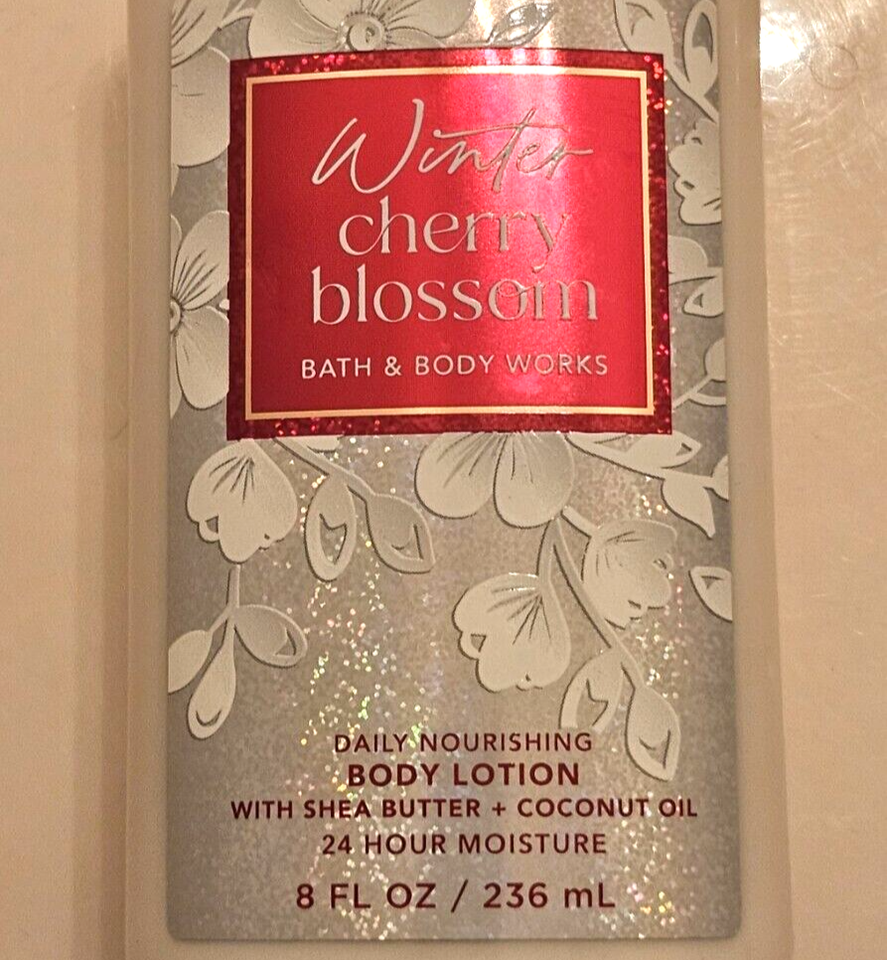 Winter
cherry
blossom
BATH & BODY WORKS
DAILY NOURISHING
BODY LOTION
WITH SHEA BUTTER + COCONUT OIL
24 HOUR MOISTURE
8 FL OZ / 236 mL